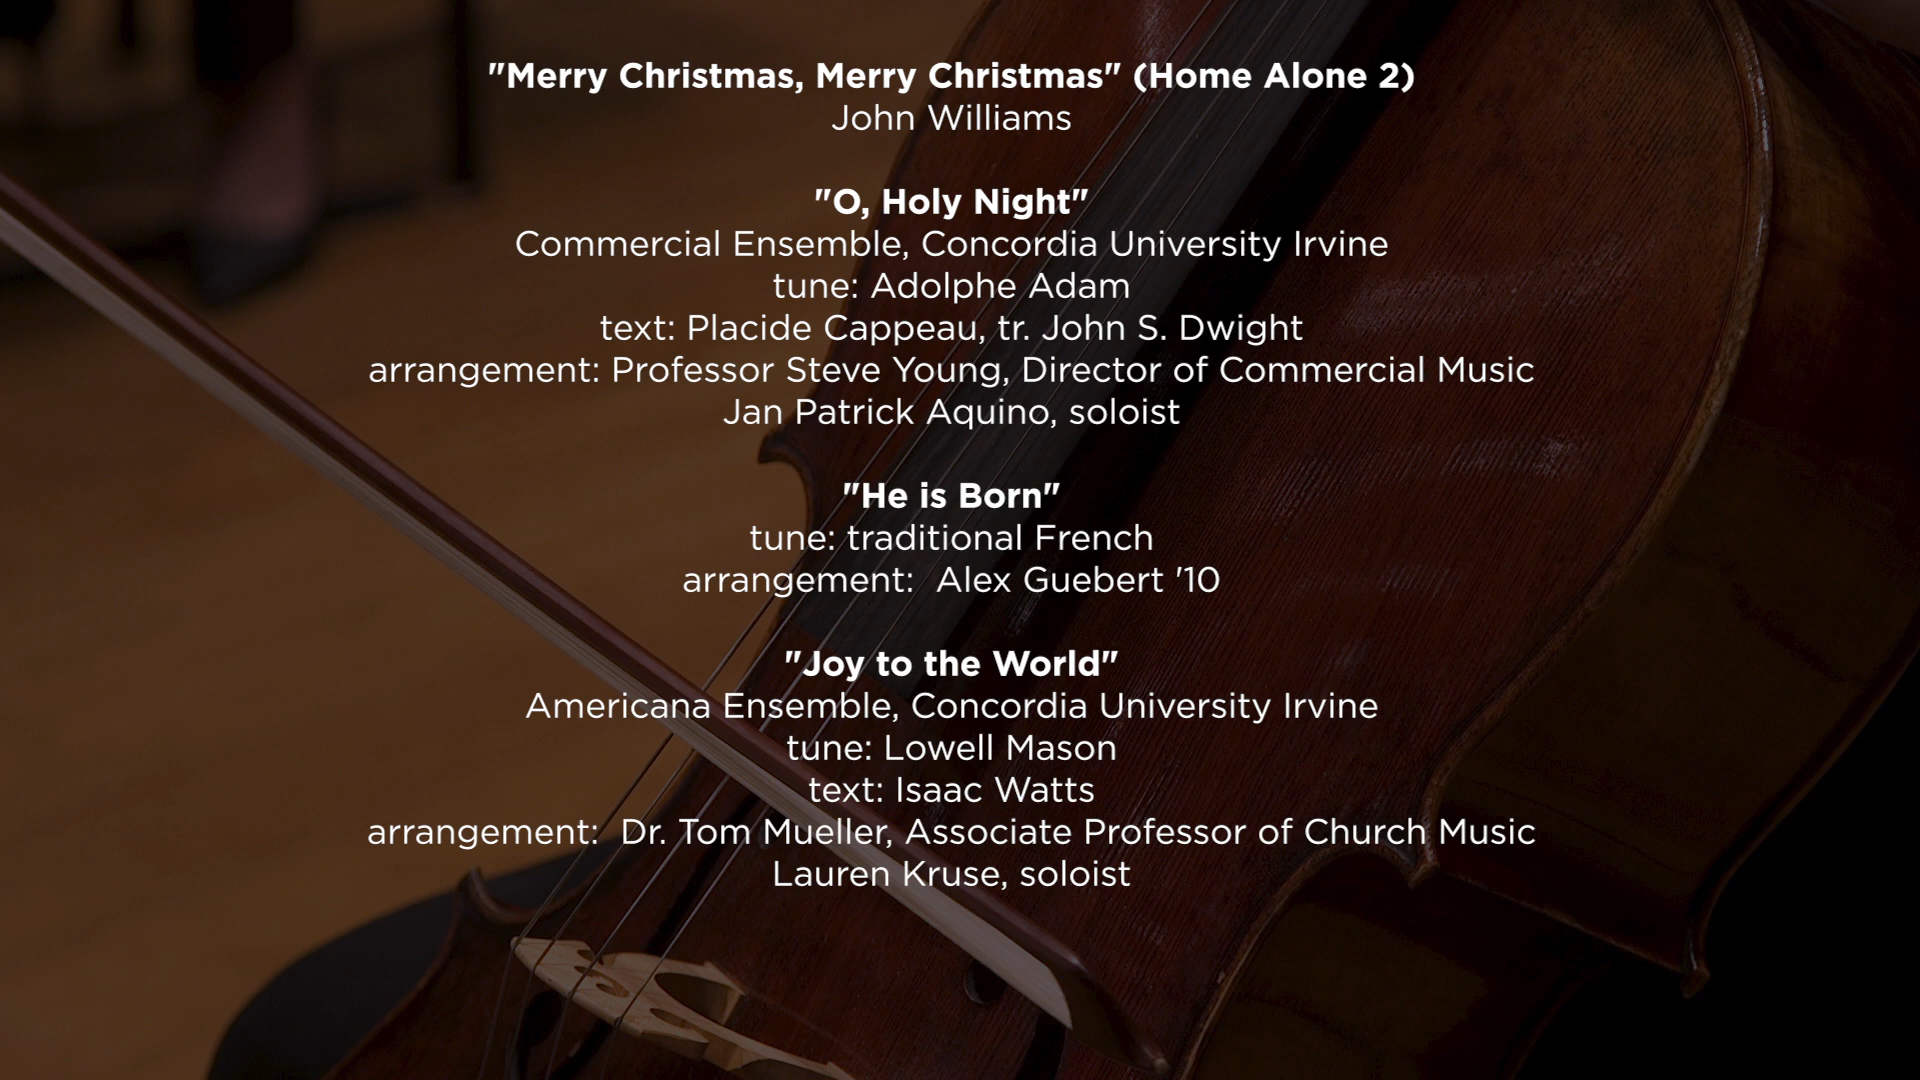 "Merry Christmas, Merry Christmas" (Home Alone 2)
John Williams
"O, Holy Night"
Commercial Ensemble, Concordia University Irvine
tune: Adolphe Adam
text: Placide Cappeau, tr. John S. Dwight
arrangement: Professor Steve Young, Director of Commercial Music
Jan Patrick Aquino, soloist
"He is Born"
tune: traditional French
arrangement:  Alex Guebert '10
"Joy to the World"
Americana Ensemble, Concordia University Irvine
tune: Lowell Mason
text: Isaac Watts
arrangement:  Dr. Tom Mueller, Associate Professor of Church Music
Lauren Kruse, soloist